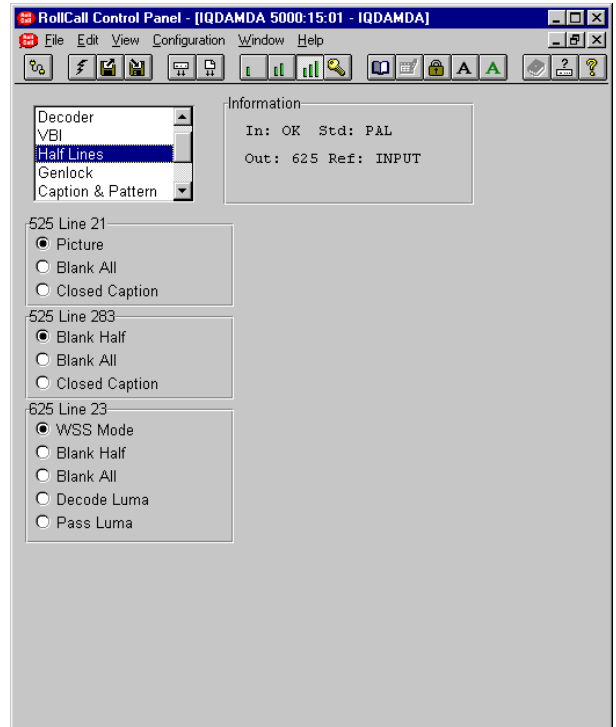 RollCall Control Panel - [IQDAMDA 5000:15:01 - IQDAMDA]
File Edit View Configuration Window Help
A A
Decoder
VBI
Half Lines
Genlock
Caption & Pattern
Information
In: OK Std: PAL
Out: 625 Ref: INPUT
525 Line 21
Picture
Blank All
Closed Caption
525 Line 283
Blank Half
Blank All
Closed Caption
625 Line 23
WSS Mode
Blank Half
Blank All
Decode Luma
Pass Luma